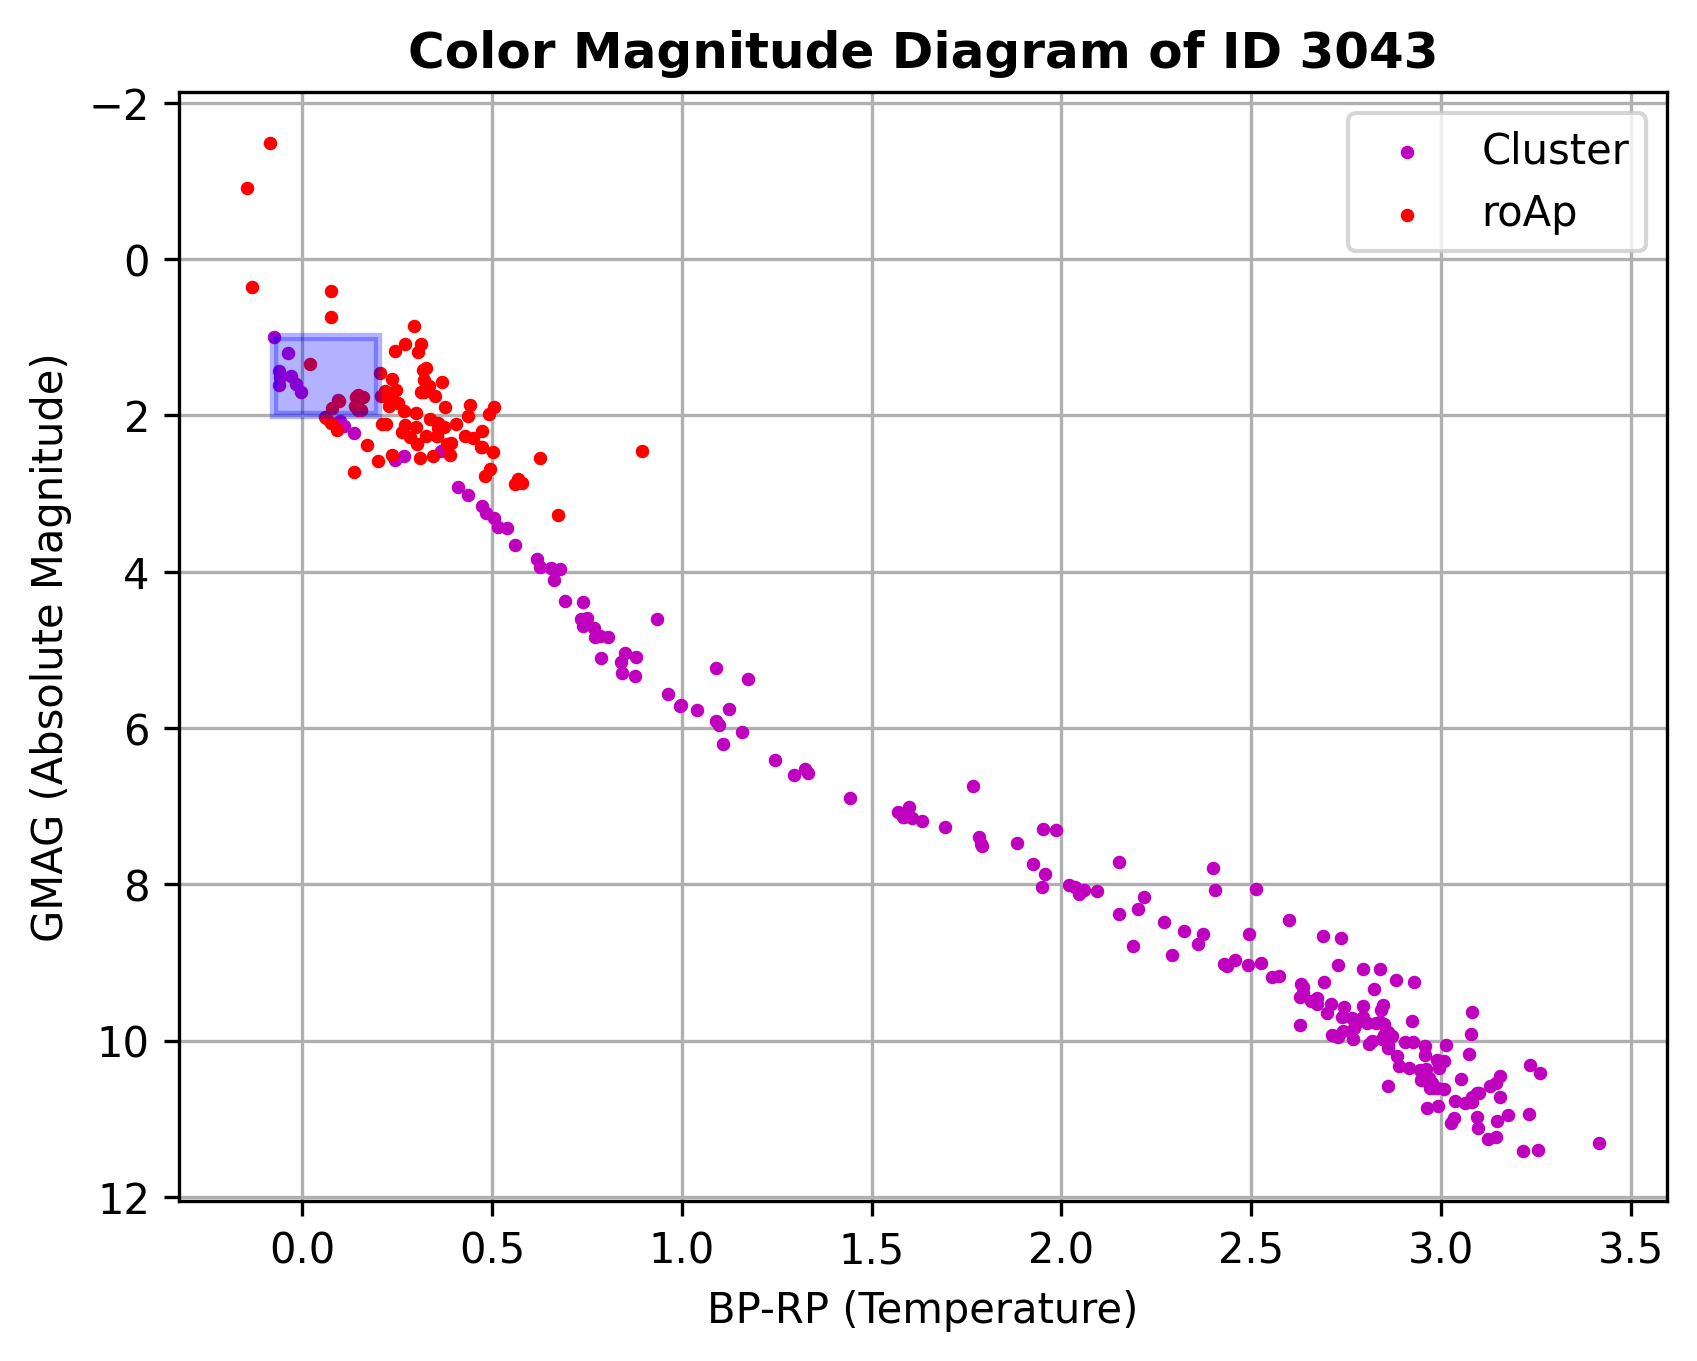 Color Magnitude Diagram of ID 3043
Cluster
roAp
GMAG (Absolute Magnitude)
−2
0
2
4
6
8
10
12
0.0 0.5 1.0 1.5 2.0 2.5 3.0 3.5
BP-RP (Temperature)